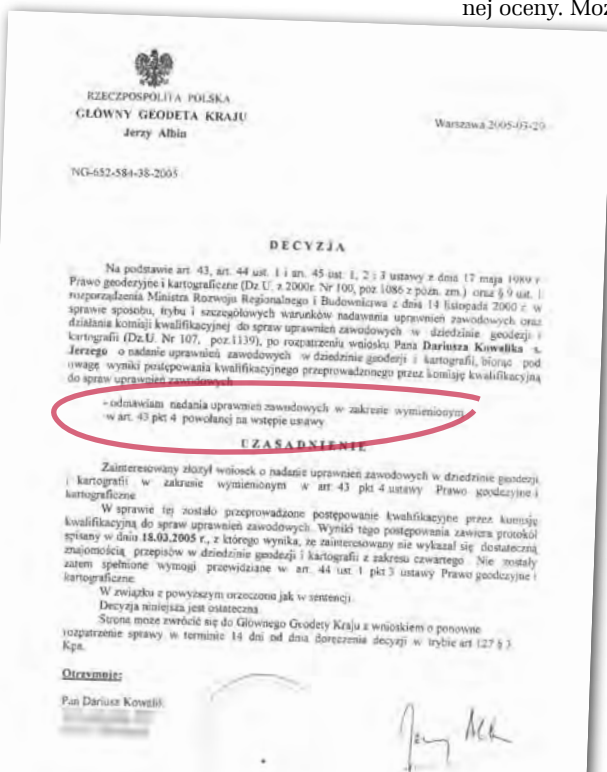 nej oceny. Moż
RZECZPOSPOLITA POLSKA
GŁÓWNY GEODETA KRAJU
Jerzy Albin
Warszawa 2005-03-29
NG-652-584-38-2005
DECYZJA
Na podstawie art. 43, art. 44 ust. 1 i art. 45 ust. 1, 2 i 3 ustawy z dnia 17 maja 1989 r.
Prawo geodezyjne i kartograficzne (Dz.U. z 2000r. Nr 100, poz.1086 z późn. zm.) oraz § 9 ust. 1
rozporządzenia Ministra Rozwoju Regionalnego i Budownictwa z dnia 14 listopada 2000 r. w
sprawie sposobu, trybu i szczegółowych warunków nadawania uprawnień zawodowych oraz
działania komisji kwalifikacyjnej do spraw uprawnień zawodowych w dziedzinie geodezji i
kartografii (Dz.U. Nr 107, poz.1139), po rozpatrzeniu wniosku Pana Dariusza Kowalika s.
Jerzego o nadanie uprawnień zawodowych w dziedzinie geodezji i kartografii, biorąc pod
uwagę wyniki postępowania kwalifikacyjnego przeprowadzonego przez komisję kwalifikacyjną
do spraw uprawnień zawodowych
- odmawiam nadania uprawnień zawodowych w zakresie wymienionym
w art. 43 pkt 4 powołanej na wstępie ustawy
UZASADNIENIE
Zainteresowany złożył wniosek o nadanie uprawnień zawodowych w dziedzinie geodezji
i kartografii w zakresie wymienionym w art. 43 pkt 4 ustawy Prawo geodezyjne i
kartograficzne.
W sprawie tej zostało przeprowadzone postępowanie kwalifikacyjne przez komisję
kwalifikacyjną do spraw uprawnień zawodowych. Wyniki tego postępowania zawiera protokół
spisany w dniu 18.03.2005 r., z którego wynika, że zainteresowany nie wykazał się dostateczną
znajomością przepisów w dziedzinie geodezji i kartografii z zakresu czwartego. Nie zostały
zatem spełnione wymogi przewidziane w art. 44 ust 1 pkt 3 ustawy Prawo geodezyjne i
kartograficzne.
W związku z powyższym orzeczono jak w sentencji.
Decyzja niniejsza jest ostateczna.
Strona może zwrócić się do Głównego Geodety Kraju z wnioskiem o ponowne
rozpatrzenie sprawy w terminie 14 dni od dnia doręczenia decyzji w trybie art 127 § 3
Kpa.
Otrzymuje:
Pan Dariusz Kowalik